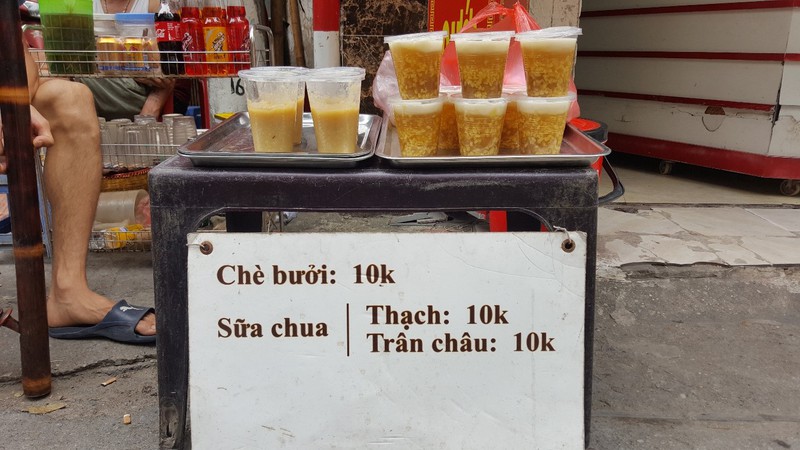 Chè bưởi: 10k
Sữa chua
Thạch: 10k
Trân châu: 10k